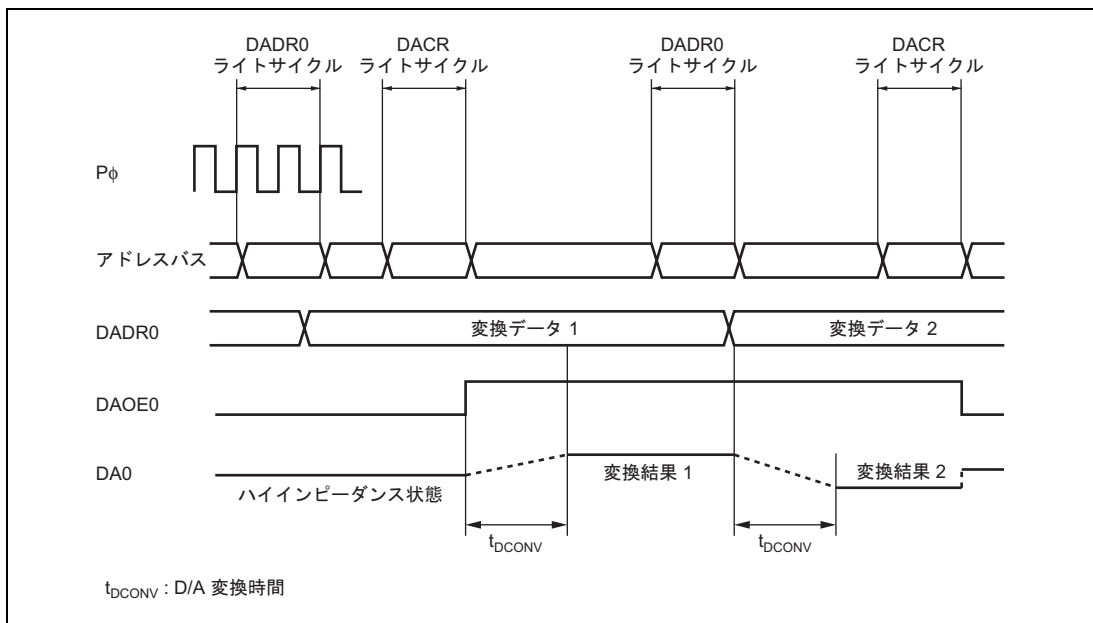 DADR0 DACR DADR0 DACR
ライトサイクル ライトサイクル ライトサイクル ライトサイクル
Pφ
アドレスバス
DADR0 変換データ 1 変換データ 2
DAOE0
DA0 変換結果 1 変換結果 2
ハイインピーダンス状態
tDCONV tDCONV
tDCONV : D/A 変換時間